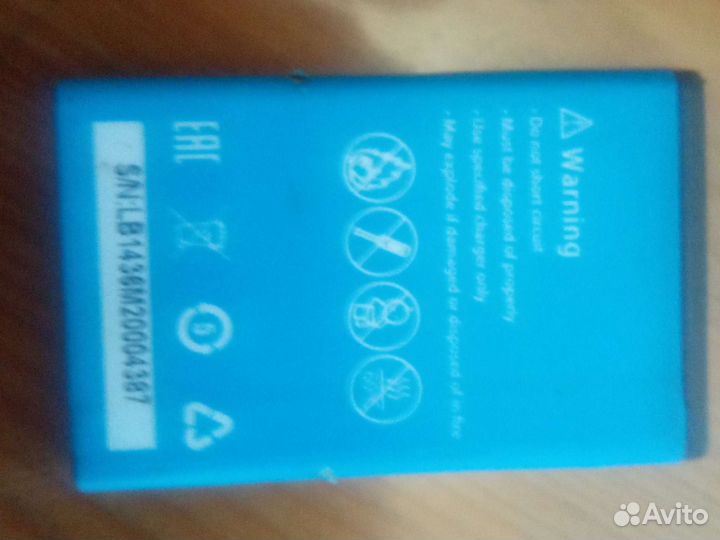 Warning
• Do not short circuit
• Must be disposed of properly
• Use specified charger only
• May explode if damaged or disposed of in fire
EAC
5
S/N:LB1436M20004387
Avito